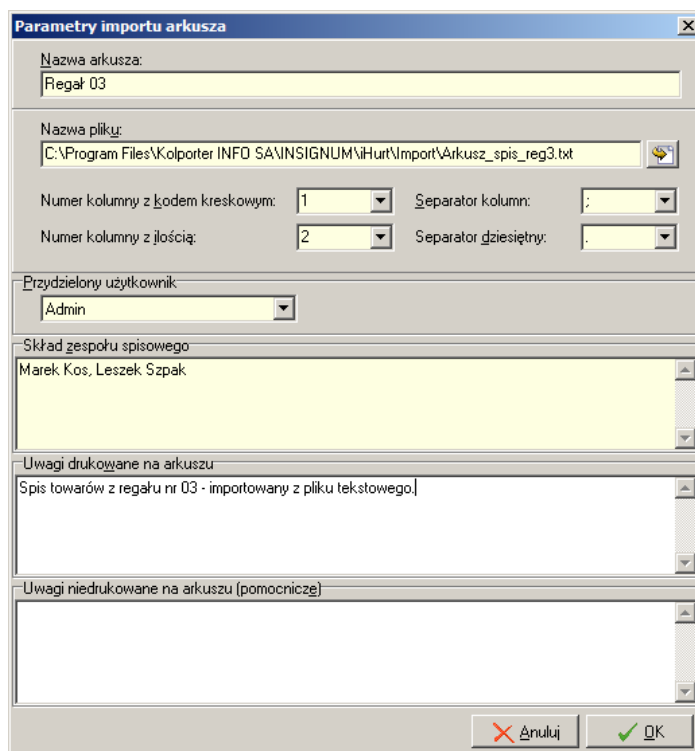 Parametry importu arkusza
Nazwa arkusza:
Regał 03
Nazwa pliku:
C:\Program Files\Kolporter INFO SA\INSIGNUM\iHurt\Import\Arkusz_spis_reg3.txt
Numer kolumny z kodem kreskowym: 1 Separator kolumn: ;
Numer kolumny z ilością: 2 Separator dziesiętny: .
Przydzielony użytkownik
Admin
Skład zespołu spisowego
Marek Kos, Leszek Szpak
Uwagi drukowane na arkuszu
Spis towarów z regału nr 03 - importowany z pliku tekstowego.
Uwagi niedrukowane na arkuszu (pomocnicze)
Anuluj OK